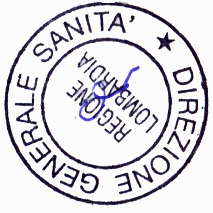 DIREZIONE GENERALE SANITA'
REGIONE
LOMBARDIA